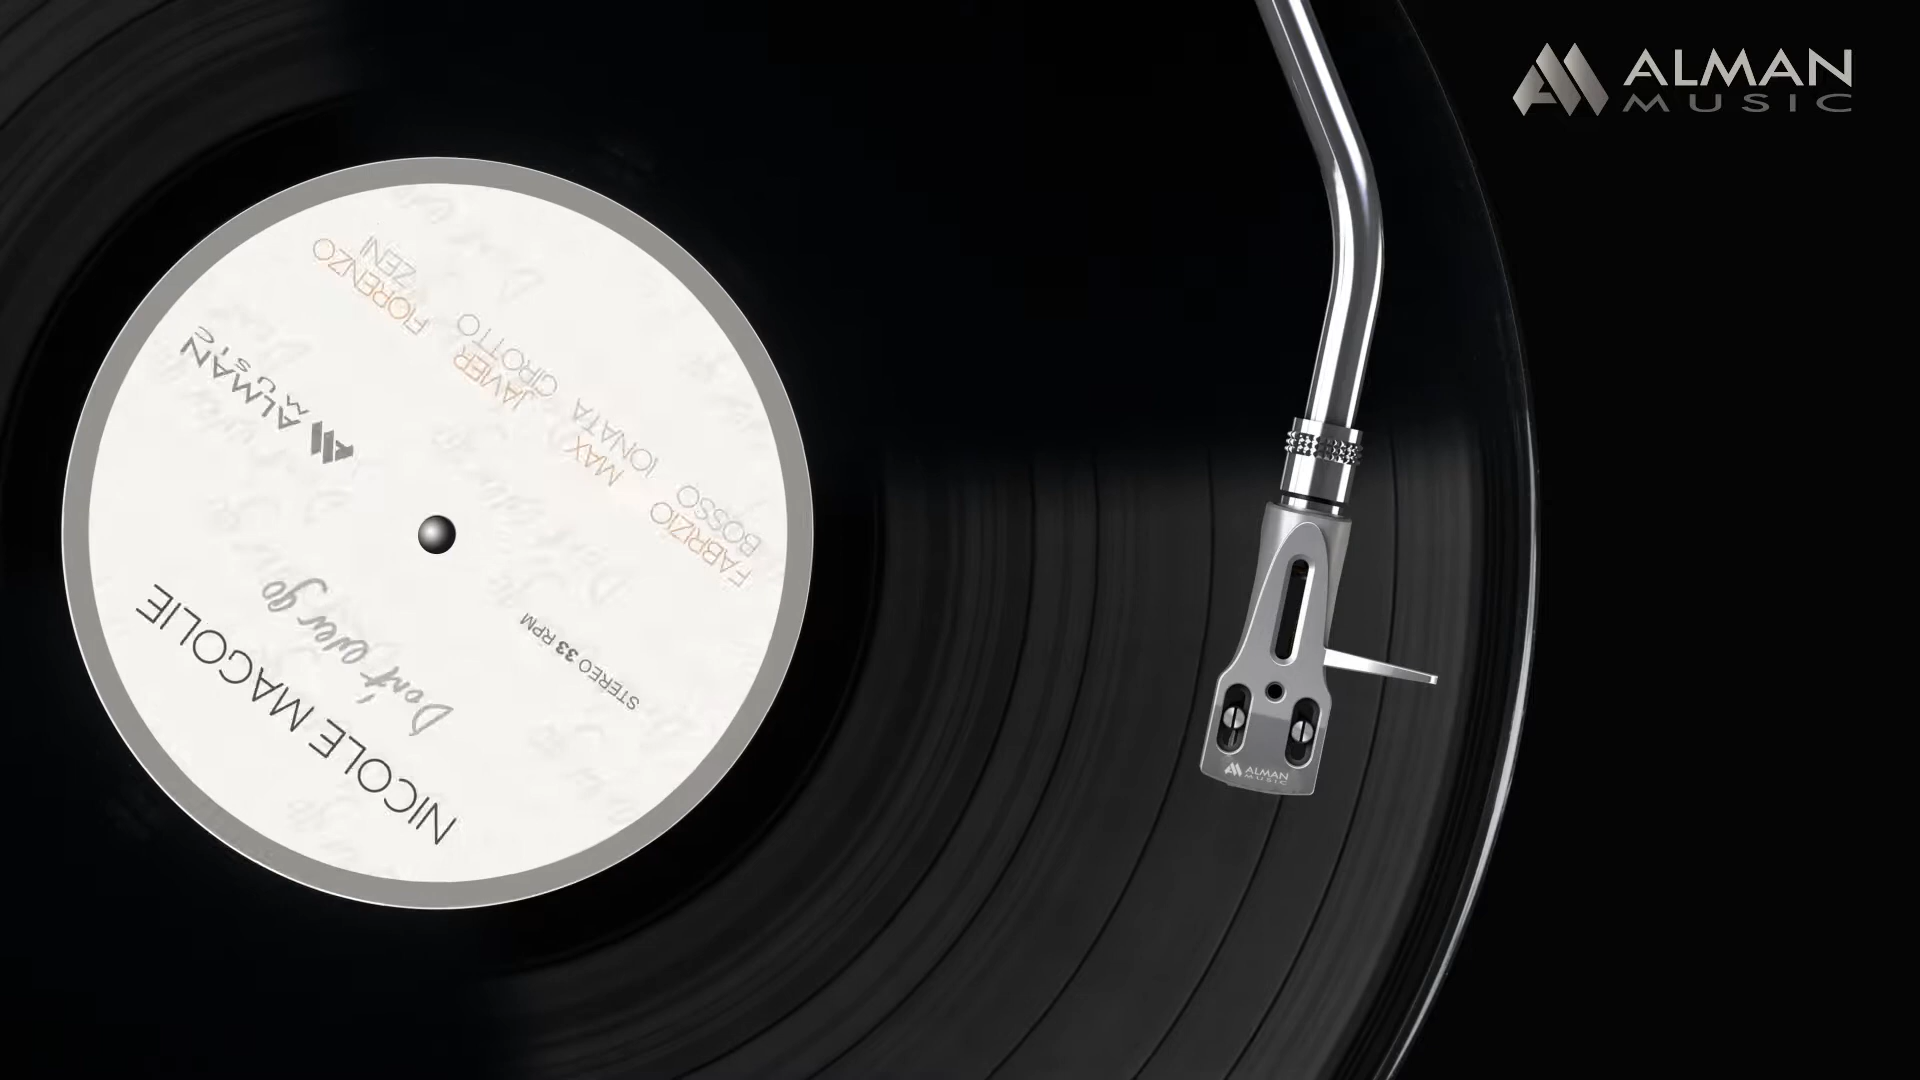 ALMAN
MUSIC
NICOLE MAGOLIE
Don't ever go
ALMAN
MUSIC
STEREO 33 RPM
FABRIZIO
BOSSO
MAX
IONATA
JAVIER
GIROTTO
FIORENZO
ZENI
ALMAN
MUSIC